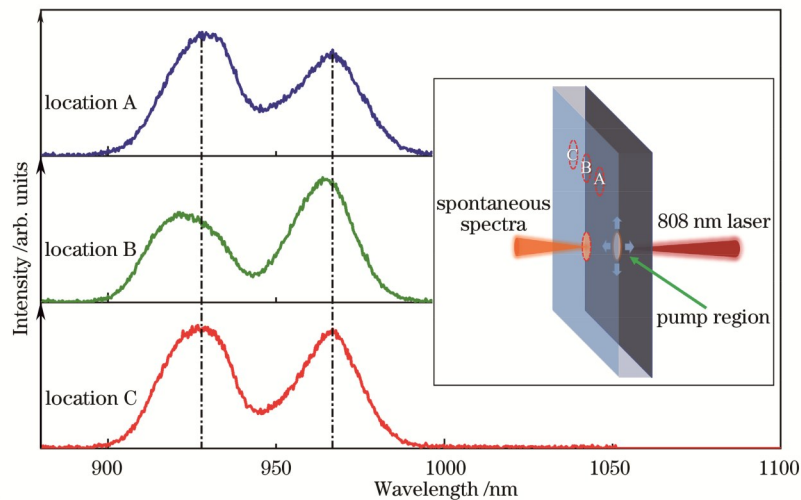 Intensity /arb. units
location A
location B
location C
C
B
A
spontaneous
spectra
808 nm laser
pump region
900
950
1000
1050
1100
Wavelength /nm